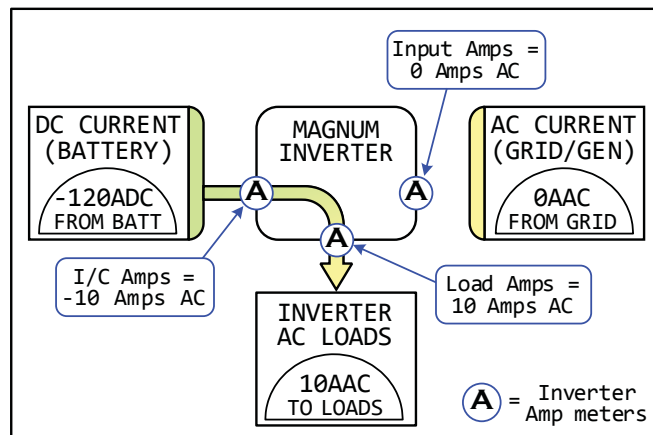 Input Amps =
0 Amps AC
DC CURRENT
(BATTERY)
-120ADC
FROM BATT
MAGNUM
INVERTER
AC CURRENT
(GRID/GEN)
0AAC
FROM GRID
A
A
A
I/C Amps =
-10 Amps AC
Load Amps =
10 Amps AC
INVERTER
AC LOADS
10AAC
TO LOADS
A = Inverter
Amp meters